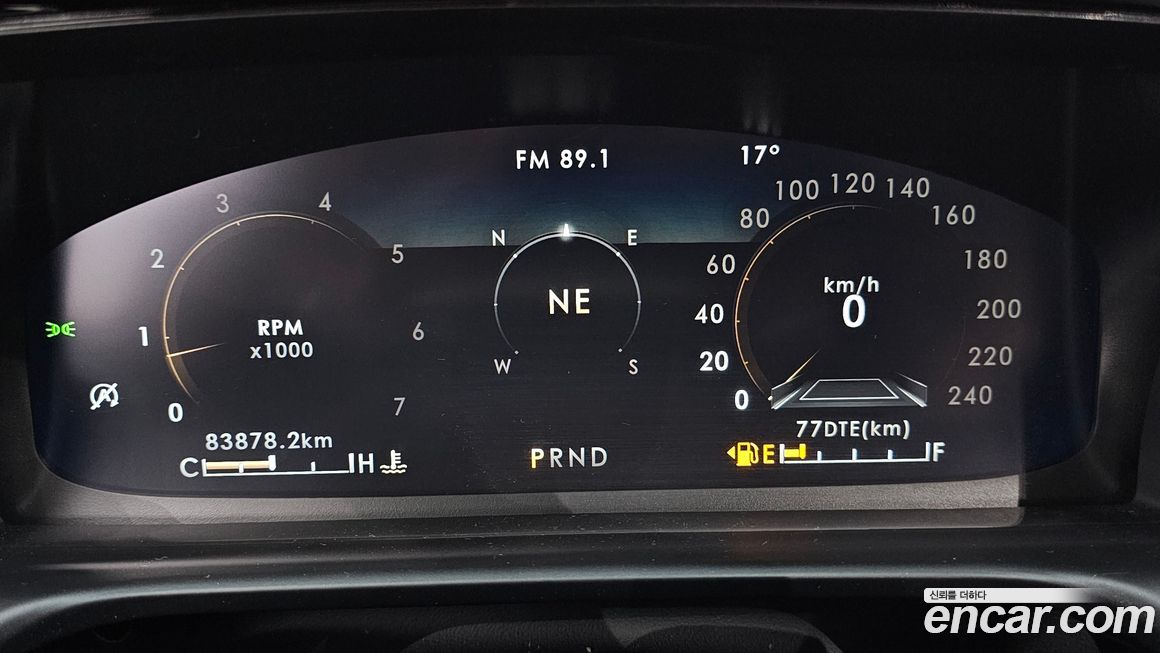 FM 89.1
17°
0 1 2 3 4 5 6 7
RPM
x1000
N E
NE
W S
0 20 40 60 80 100 120 140 160 180 200 220 240
km/h
0
83878.2km
C H
PRND
77DTE(km)
E F
신뢰를 더하다
encar.com